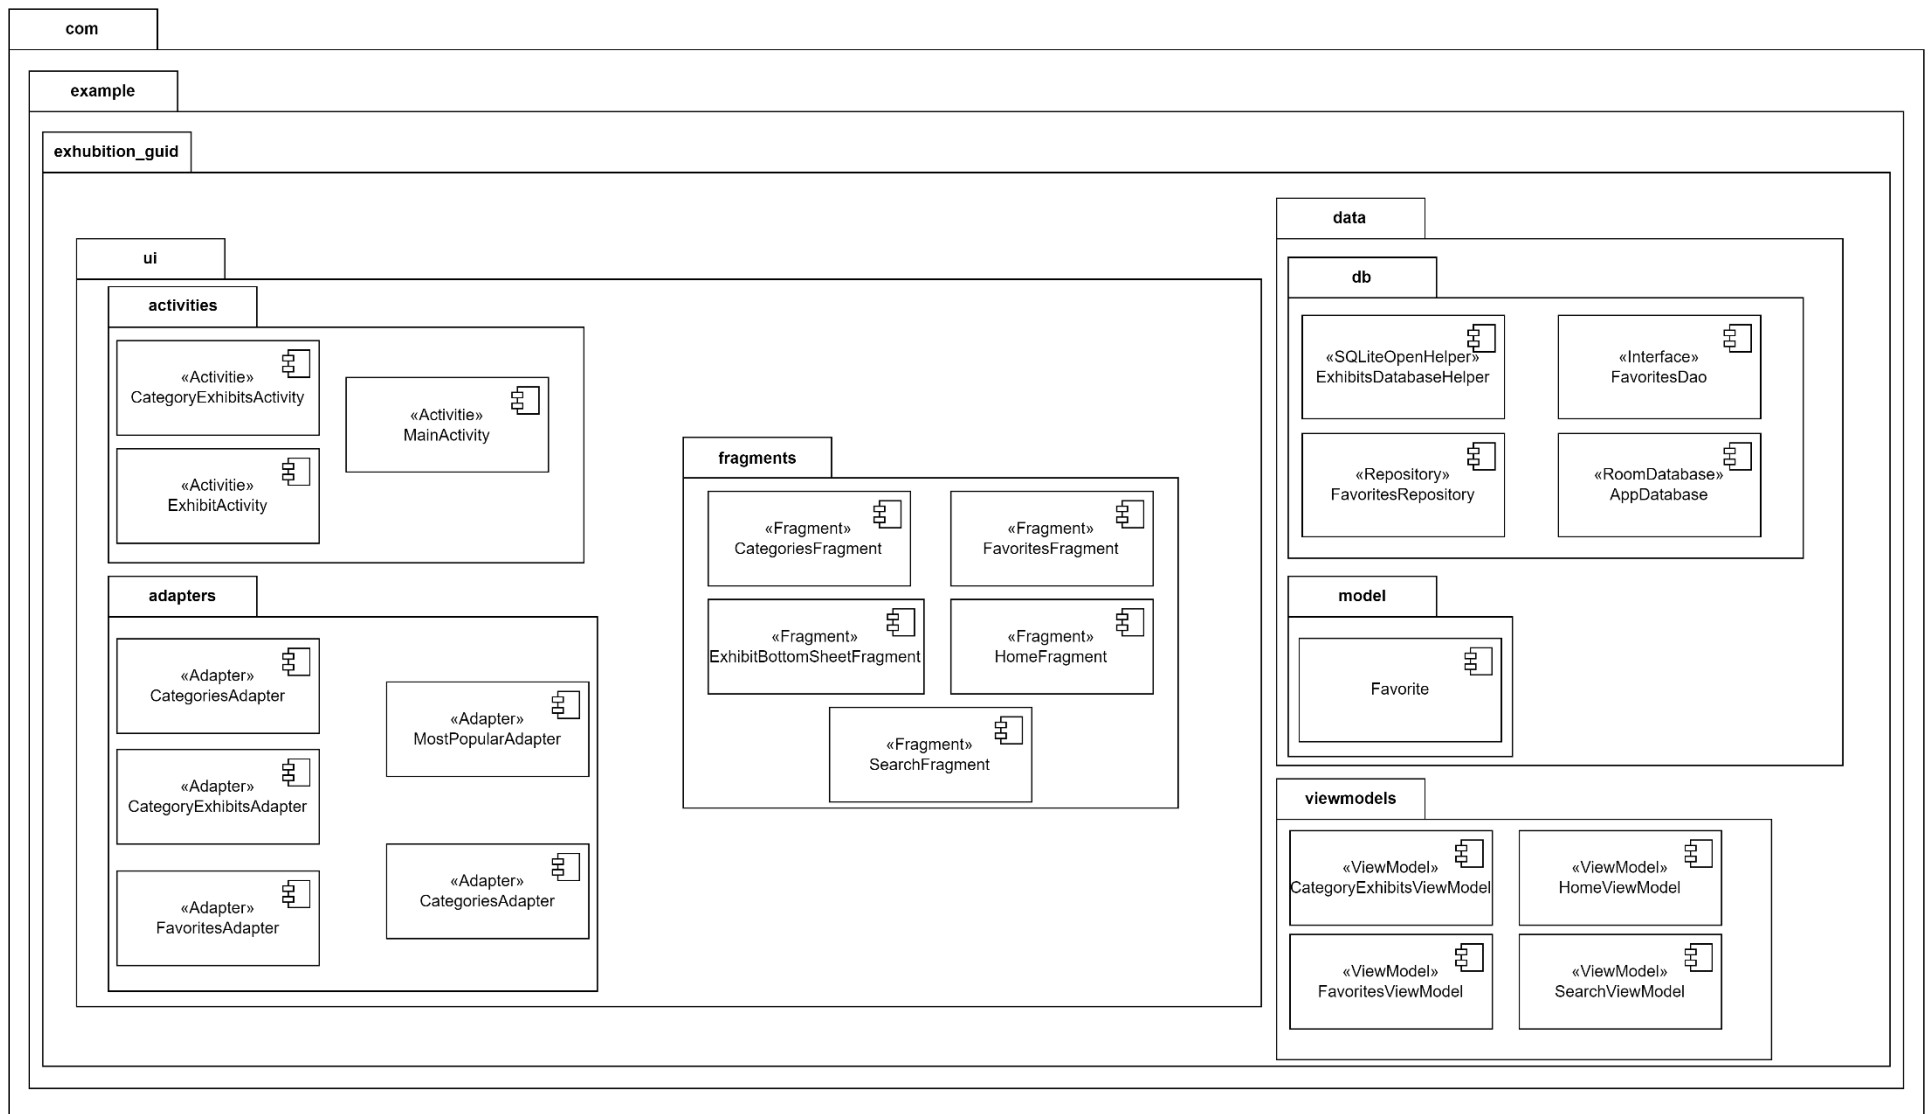 com
example
exhubition_guid
ui
activities
«Activitie»
CategoryExhibitsActivity
«Activitie»
MainActivity
«Activitie»
ExhibitActivity
adapters
«Adapter»
CategoriesAdapter
«Adapter»
MostPopularAdapter
«Adapter»
CategoryExhibitsAdapter
«Adapter»
CategoriesAdapter
«Adapter»
FavoritesAdapter
fragments
«Fragment»
CategoriesFragment
«Fragment»
FavoritesFragment
«Fragment»
ExhibitBottomSheetFragment
«Fragment»
HomeFragment
«Fragment»
SearchFragment
data
db
«SQLiteOpenHelper»
ExhibitsDatabaseHelper
«Interface»
FavoritesDao
«Repository»
FavoritesRepository
«RoomDatabase»
AppDatabase
model
Favorite
viewmodels
«ViewModel»
CategoryExhibitsViewModel
«ViewModel»
HomeViewModel
«ViewModel»
FavoritesViewModel
«ViewModel»
SearchViewModel